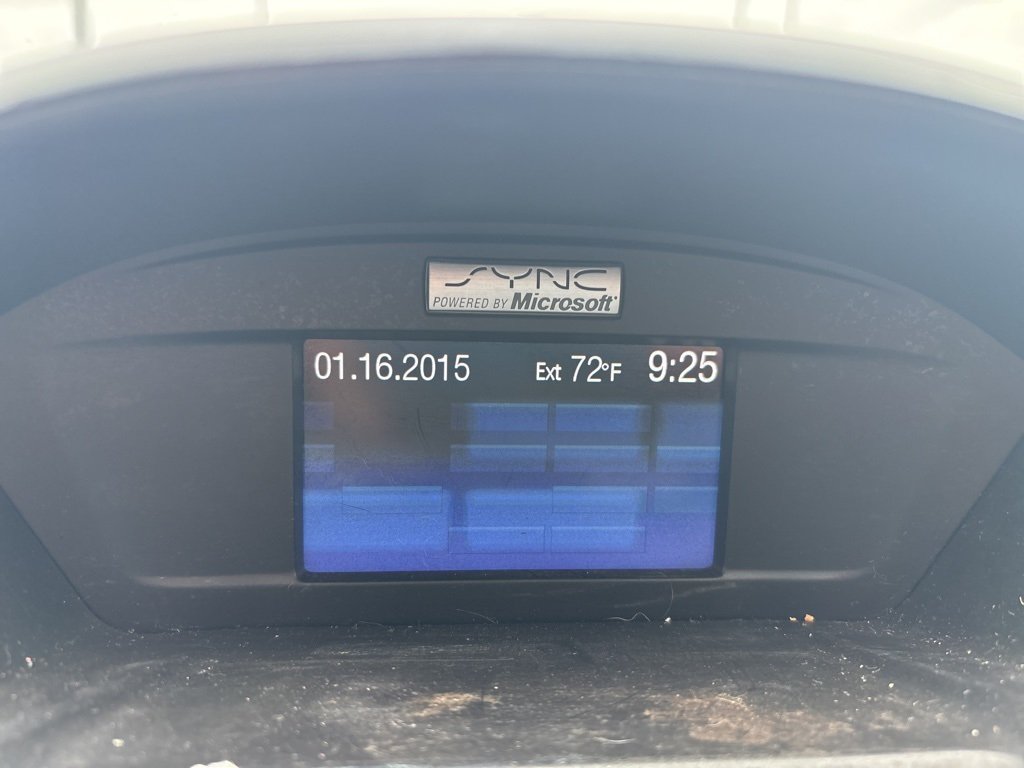 SYNC
POWERED BY Microsoft
01.16.2015 Ext 72°F 9:25